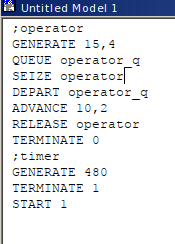 Untitled Model 1
;operator
GENERATE 15,4
QUEUE operator_q
SEIZE operator
DEPART operator_q
ADVANCE 10,2
RELEASE operator
TERMINATE 0
;timer
GENERATE 480
TERMINATE 1
START 1